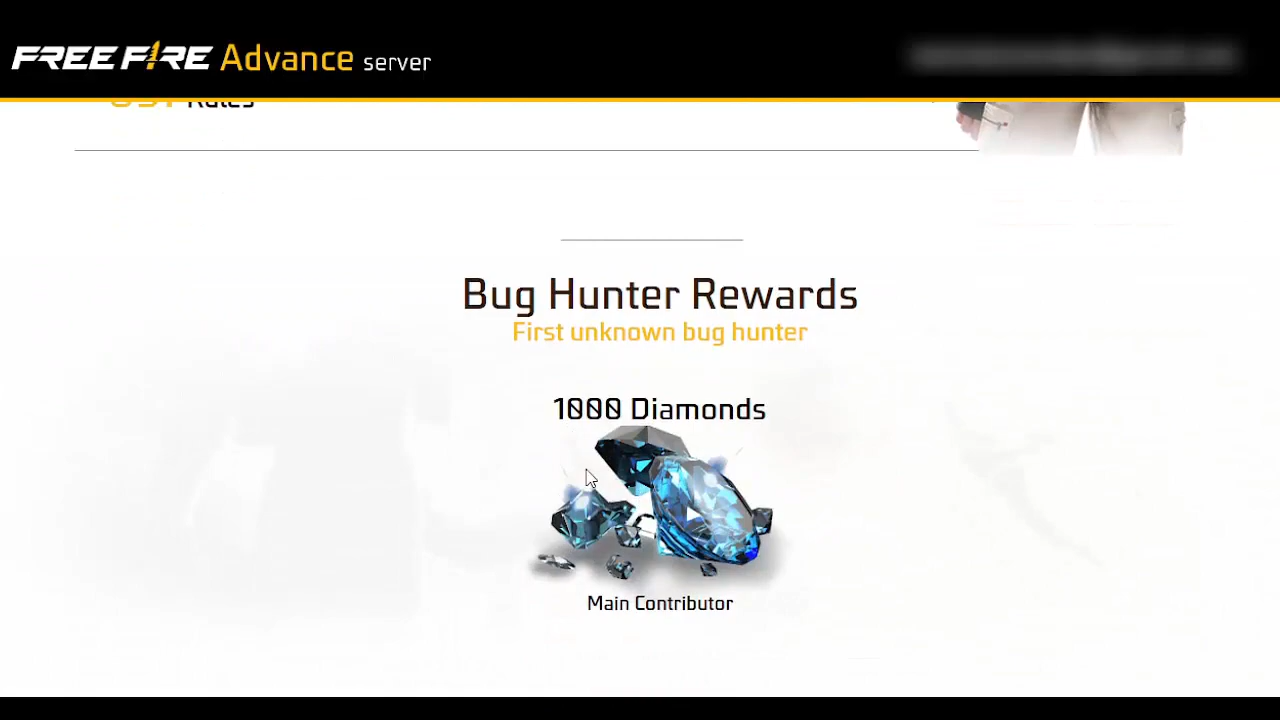 FREE FIRE Advance server
Rules
Bug Hunter Rewards
First unknown bug hunter
1000 Diamonds
Main Contributor